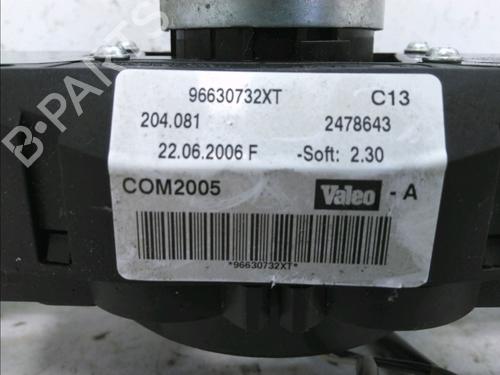 96630732XT C13
204.081 2478643
22.06.2006 F -Soft: 2.30
COM2005 Valeo - A
*96630732XT*
B-Parts